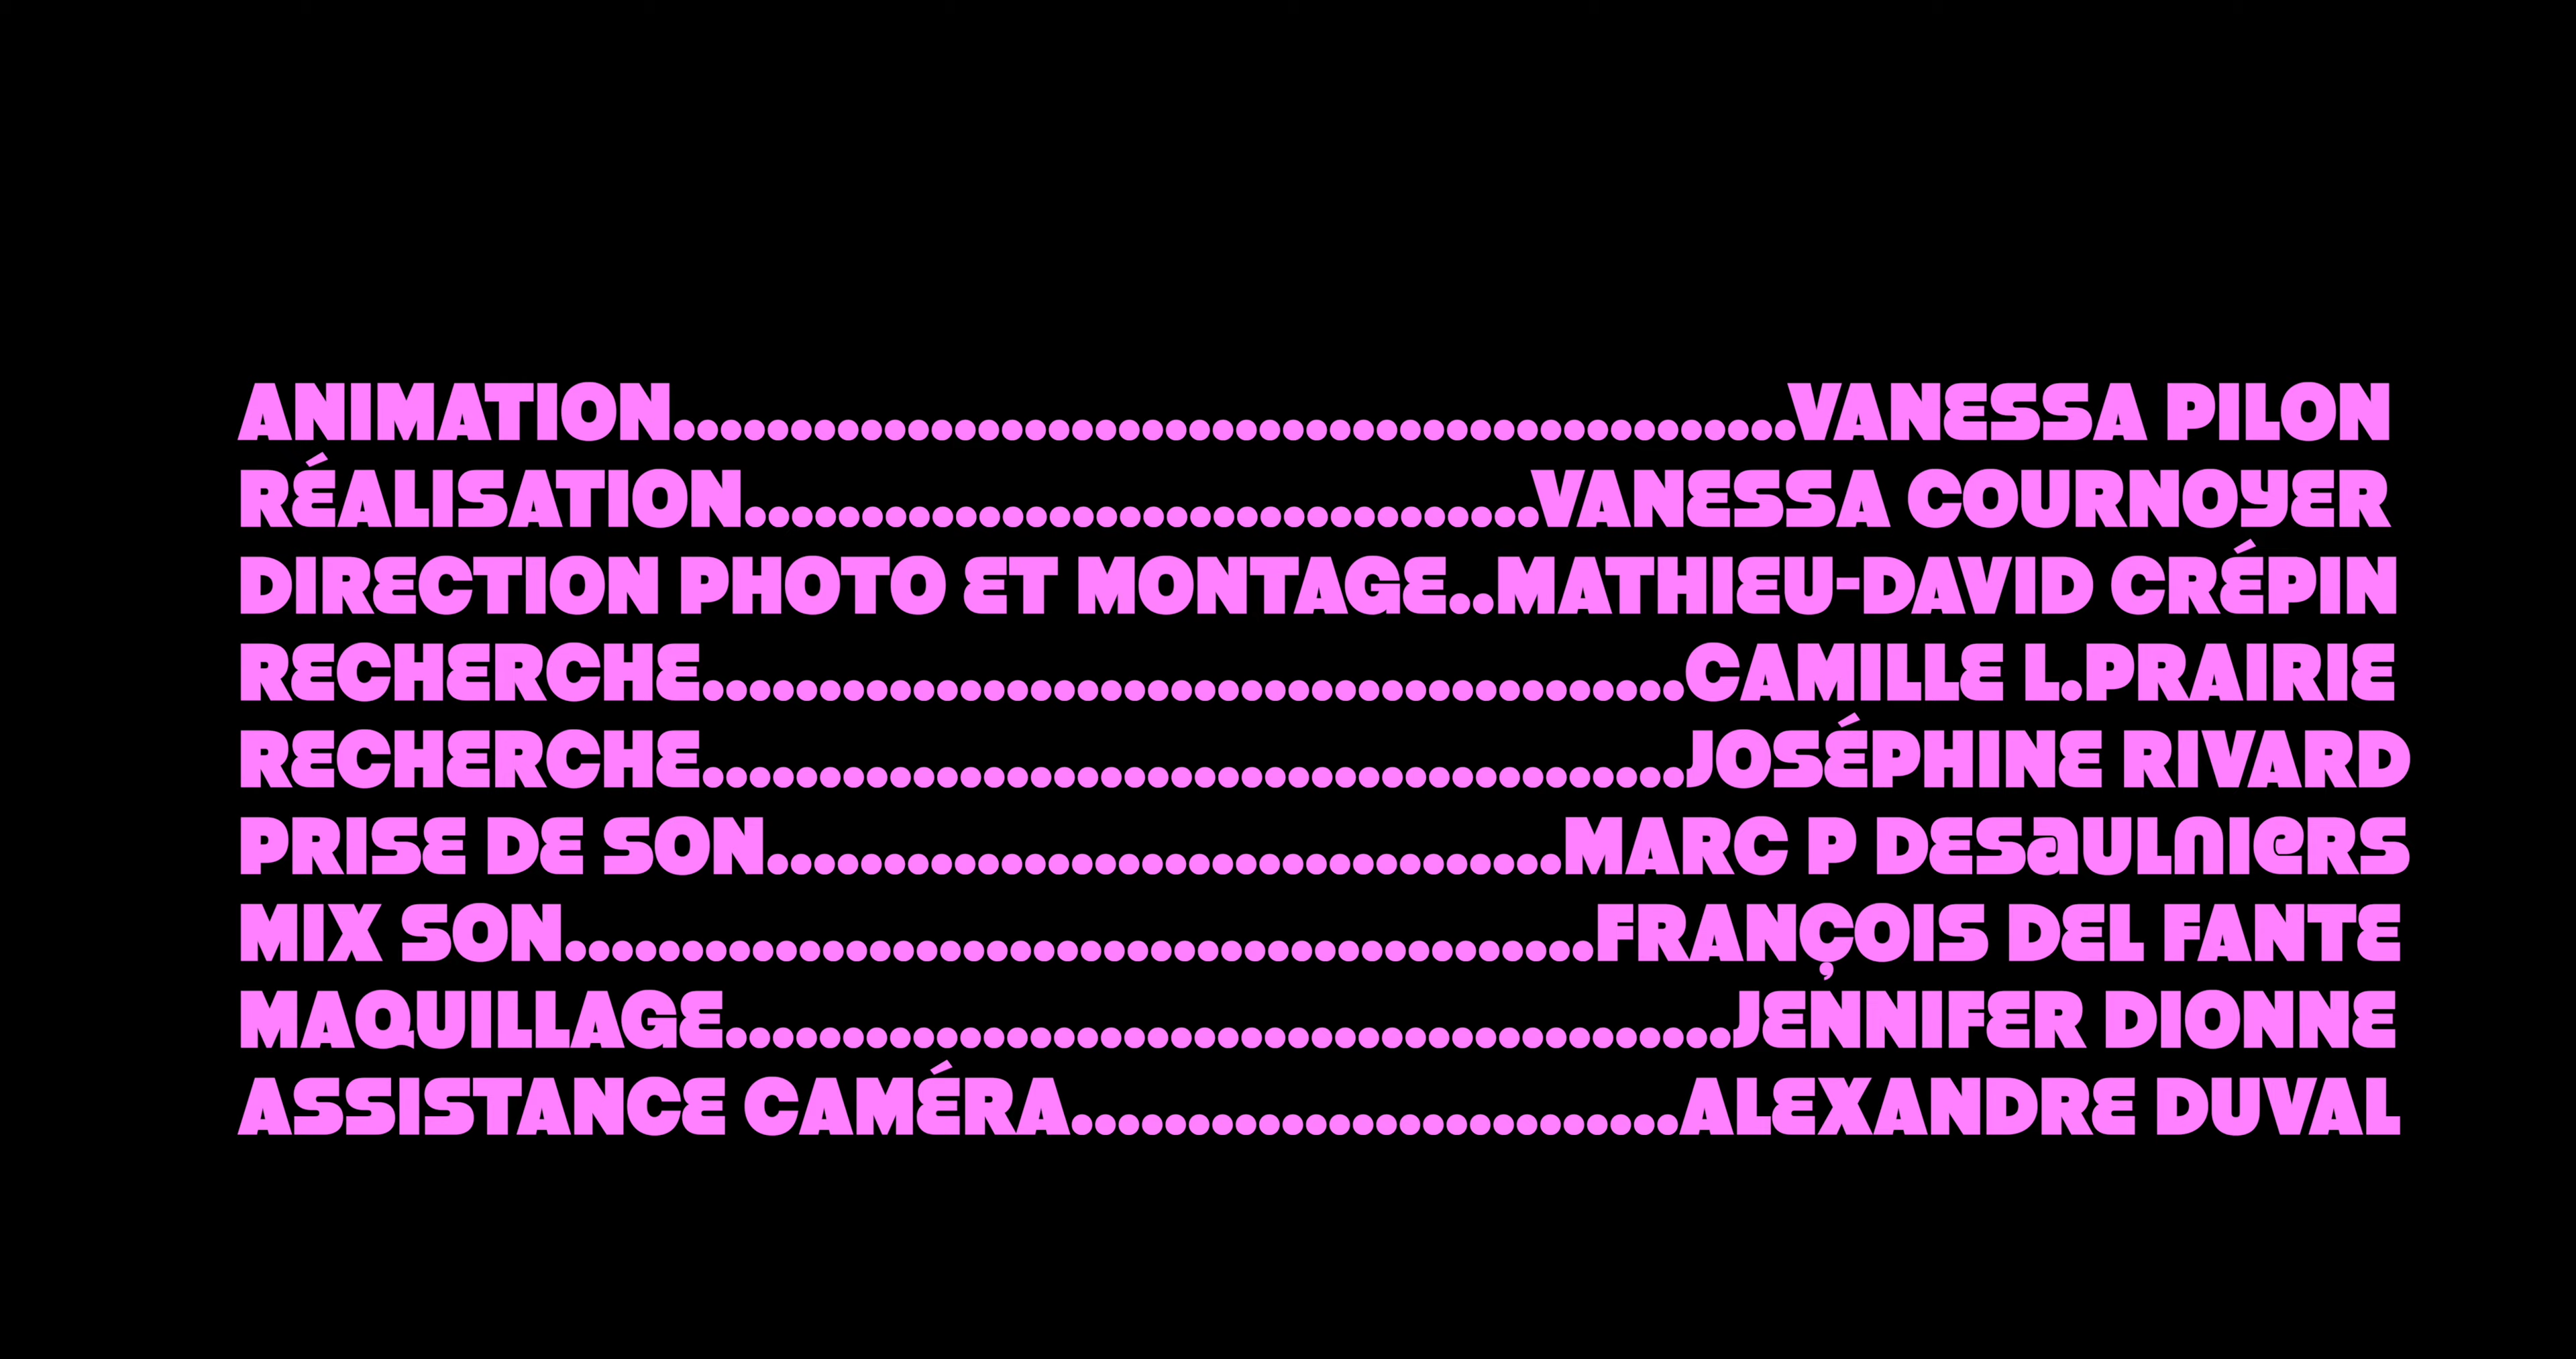 ANIMATION................................................VANESSA PILON
RÉALISATION..................................VANESSA COURNOYER
DIRECTION PHOTO ET MONTAGE..MATHIEU-DAVID CRÉPIN
RECHERCHE..........................................CAMILLE L.PRAIRIE
RECHERCHE..........................................JOSÉPHINE RIVARD
PRISE DE SON..................................MARC P DESaULnIeRS
MIX SON............................................FRANÇOIS DEL FANTE
MAQUILLAGE...........................................JENNIFER DIONNE
ASSISTANCE CAMÉRA..........................ALEXANDRE DUVAL